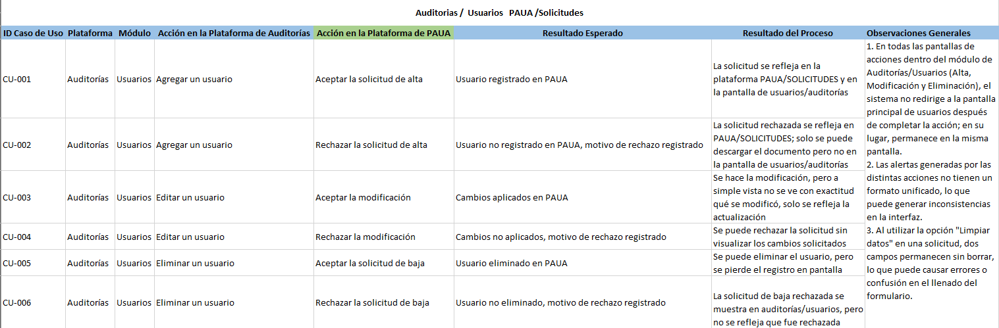 Auditorias / Usuarios PAUA /Solicitudes
ID Caso de Uso Plataforma Módulo Acción en la Plataforma de Auditorías Acción en la Plataforma de PAUA Resultado Esperado Resultado del Proceso Observaciones Generales
CU-001 Auditorías Usuarios Agregar un usuario Aceptar la solicitud de alta Usuario registrado en PAUA
La solicitud se refleja en la
plataforma PAUA/SOLICITUDES y en
la pantalla de usuarios/auditorías
CU-002 Auditorías Usuarios Agregar un usuario Rechazar la solicitud de alta Usuario no registrado en PAUA, motivo de rechazo registrado
La solicitud rechazada se refleja en
PAUA/SOLICITUDES; solo se puede
descargar el documento pero no en
la pantalla de usuarios/auditorías
CU-003 Auditorías Usuarios Editar un usuario Aceptar la modificación Cambios aplicados en PAUA
Se hace la modificación, pero a
simple vista no se ve con exactitud
qué se modificó, solo se refleja la
actualización
CU-004 Auditorías Usuarios Editar un usuario Rechazar la modificación Cambios no aplicados, motivo de rechazo registrado
Se puede rechazar la solicitud sin
visualizar los cambios solicitados
CU-005 Auditorías Usuarios Eliminar un usuario Aceptar la solicitud de baja Usuario eliminado en PAUA
Se puede eliminar el usuario, pero
se pierde el registro en pantalla
CU-006 Auditorías Usuarios Eliminar un usuario Rechazar la solicitud de baja Usuario no eliminado, motivo de rechazo registrado
La solicitud de baja rechazada se
muestra en auditorías/usuarios, pero
no se refleja que fue rechazada
1. En todas las pantallas de
acciones dentro del módulo de
Auditorías/Usuarios (Alta,
Modificación y Eliminación), el
sistema no redirige a la pantalla
principal de usuarios después
de completar la acción; en su
lugar, permanece en la misma
pantalla.
2. Las alertas generadas por las
distintas acciones no tienen un
formato unificado, lo que
puede generar inconsistencias
en la interfaz.
3. Al utilizar la opción "Limpiar
datos" en una solicitud, dos
campos permanecen sin borrar,
lo que puede causar errores o
confusión en el llenado del
formulario.